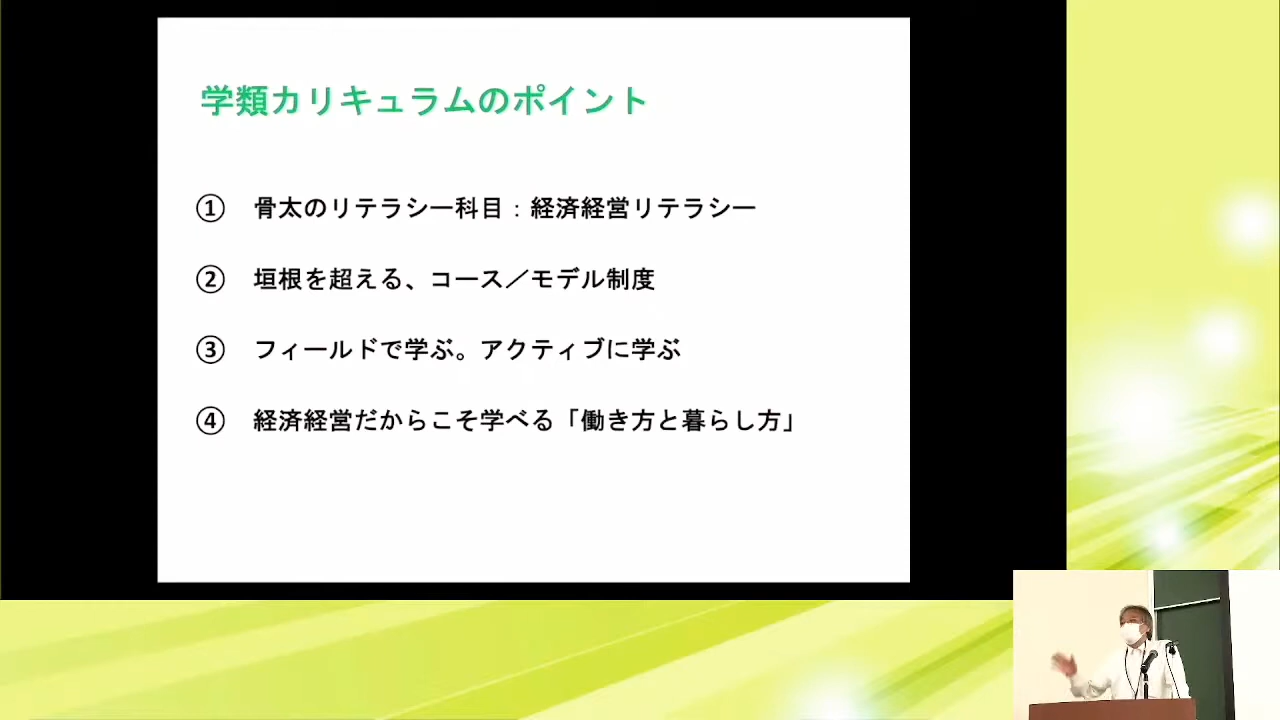 学類カリキュラムのポイント
① 骨太のリテラシー科目：経済経営リテラシー
② 垣根を超える、コース／モデル制度
③ フィールドで学ぶ。アクティブに学ぶ
④ 経済経営だからこそ学べる「働き方と暮らし方」